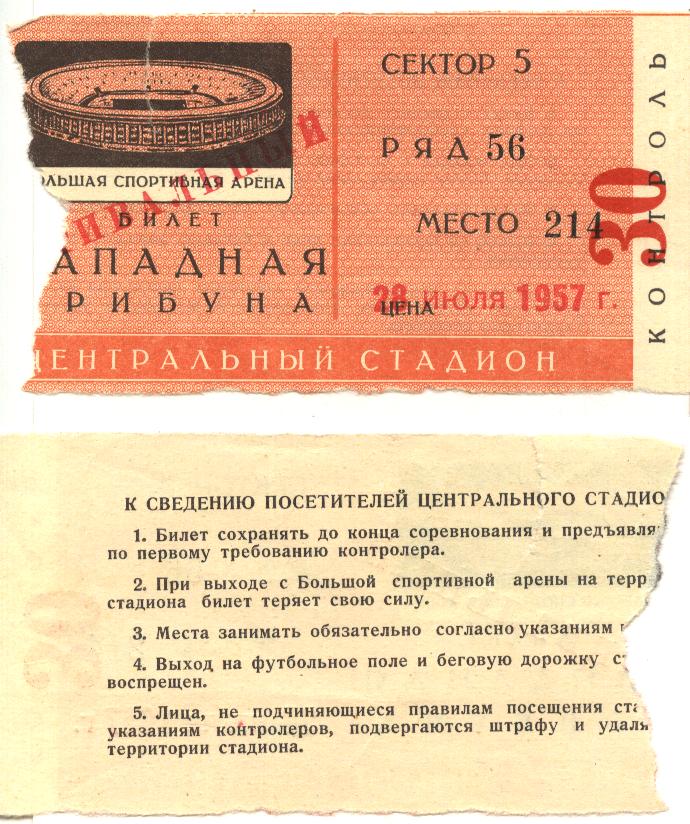 СЕКТОР 5
РЯД 56
МЕСТО 214
30
28 июля 1957 г.
ЦЕНА
КОНТРОЛЬ
ОЛЬШАЯ СПОРТИВНАЯ АРЕНА
ИВАЛЬНЫЙ
БИЛЕТ
АПАДНАЯ
РИБУНА
ЦЕНТРАЛЬНЫЙ СТАДИОН
К СВЕДЕНИЮ ПОСЕТИТЕЛЕЙ ЦЕНТРАЛЬНОГО СТАДИО
1. Билет сохранять до конца соревнования и предъявля
по первому требованию контролера.
2. При выходе с Большой спортивной арены на терр
стадиона билет теряет свою силу.
3. Места занимать обязательно согласно указаниям
4. Выход на футбольное поле и беговую дорожку с
воспрещен.
5. Лица, не подчиняющиеся правилам посещения ста
указаниям контролеров, подвергаются штрафу и удаля
территории стадиона.